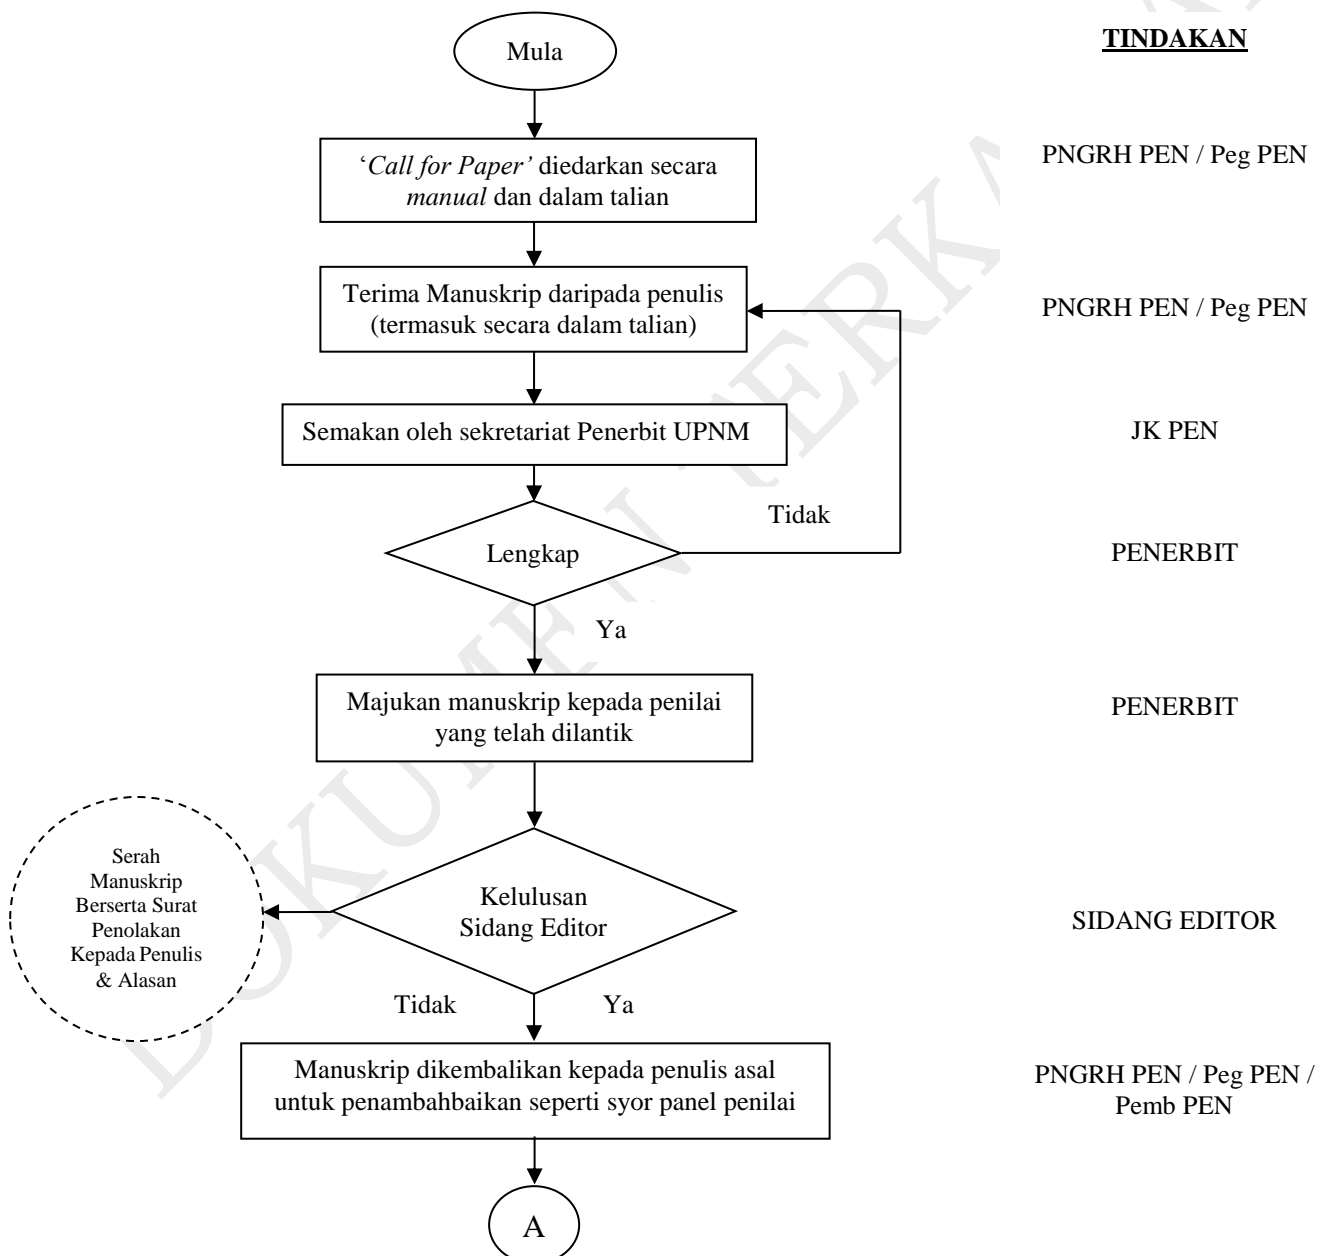 Mula
TINDAKAN
‘Call for Paper’ diedarkan secara
manual dan dalam talian
PNGRH PEN / Peg PEN
Terima Manuskrip daripada penulis
(termasuk secara dalam talian)
PNGRH PEN / Peg PEN
Semakan oleh sekretariat Penerbit UPNM
JK PEN
Tidak
Lengkap
PENERBIT
Ya
Majukan manuskrip kepada penilai
yang telah dilantik
PENERBIT
Serah
Manuskrip
Berserta Surat
Penolakan
Kepada Penulis
& Alasan
Kelulusan
Sidang Editor
SIDANG EDITOR
Tidak
Ya
Manuskrip dikembalikan kepada penulis asal
untuk penambahbaikan seperti syor panel penilai
PNGRH PEN / Peg PEN /
Pemb PEN
A